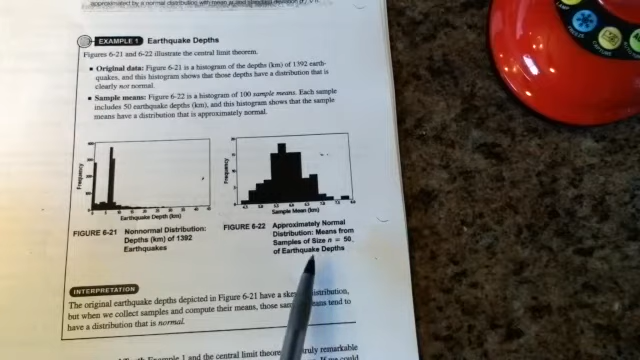 approximated by a normal distribution with mean μ and standard deviation
EXAMPLE 1 Earthquake Depths
Figures 6-21 and 6-22 illustrate the central limit theorem.
Original data: Figure 6-21 is a histogram of the depths (km) of 1392 earth-
quakes, and this histogram shows that those depths have a distribution that is
clearly not normal.
Sample means: Figure 6-22 is a histogram of 100 sample means. Each sample
includes 50 earthquake depths (km), and this histogram shows that the sample
means have a distribution that is approximately normal.
Frequency
Earthquake Depth (km)
Frequency
Sample Mean (km)
FIGURE 6-21 Nonnormal Distribution:
Depths (km) of 1392
Earthquakes
FIGURE 6-22 Approximately Normal
Distribution: Means from
Samples of Size n = 50
of Earthquake Depths
INTERPRETATION
The original earthquake depths depicted in Figure 6-21 have a distribution,
but when we collect samples and compute their means, those tend to
have a distribution that is normal.
Example 1 and the central limit truly remarkable
could